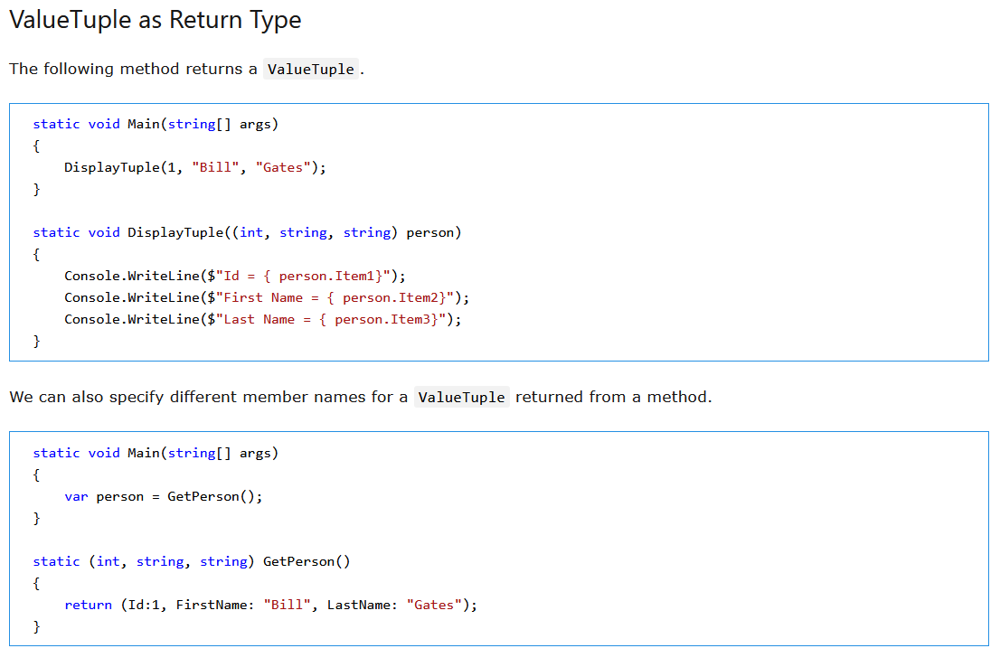 ValueTuple as Return Type
The following method returns a ValueTuple.
static void Main(string[] args)
{
    DisplayTuple(1, "Bill", "Gates");
}
static void DisplayTuple((int, string, string) person)
{
    Console.WriteLine($"Id = { person.Item1}");
    Console.WriteLine($"First Name = { person.Item2}");
    Console.WriteLine($"Last Name = { person.Item3}");
}
We can also specify different member names for a ValueTuple returned from a method.
static void Main(string[] args)
{
    var person = GetPerson();
}
static (int, string, string) GetPerson()
{
    return (Id:1, FirstName: "Bill", LastName: "Gates");
}